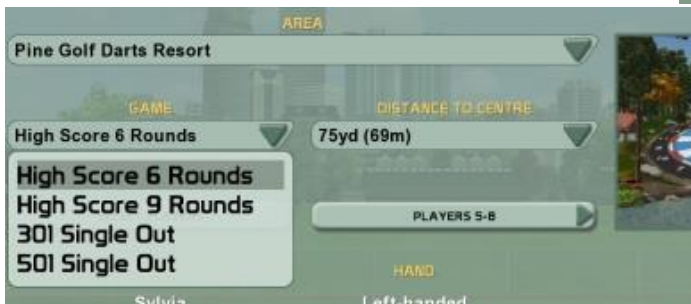 AREA
Pine Golf Darts Resort
GAME
DISTANCE TO CENTRE
High Score 6 Rounds
75yd (69m)
High Score 6 Rounds
High Score 9 Rounds
301 Single Out
501 Single Out
PLAYERS 5-8
HAND
Sylvia
Left-handed